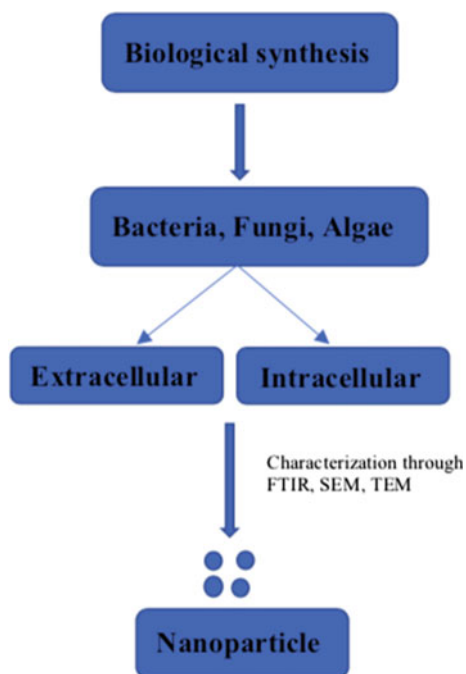 Biological synthesis
Bacteria, Fungi, Algae
Extracellular
Intracellular
Characterization through
FTIR, SEM, TEM
Nanoparticle